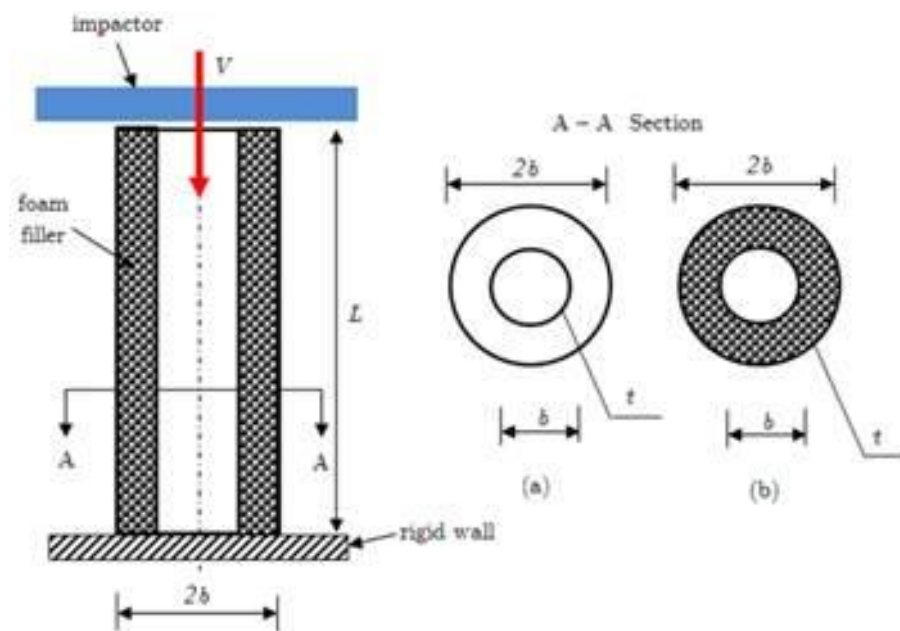 impactor
V
A – A Section
2b
2b
foam
filler
L
t
A
A
b
b
t
(a)
(b)
rigid wall
2b